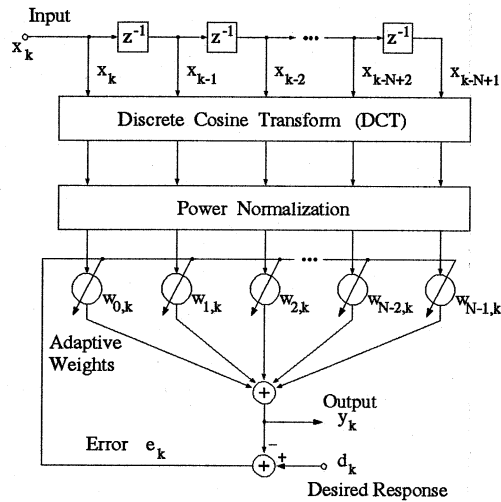 Input
x_k
z^-1 z^-1 ... z^-1
x_k x_k-1 x_k-2 x_k-N+2 x_k-N+1
Discrete Cosine Transform (DCT)
Power Normalization
...
w_0,k w_1,k w_2,k w_N-2,k w_N-1,k
Adaptive
Weights
+
Output
y_k
−
Error e_k
+ + d_k
Desired Response